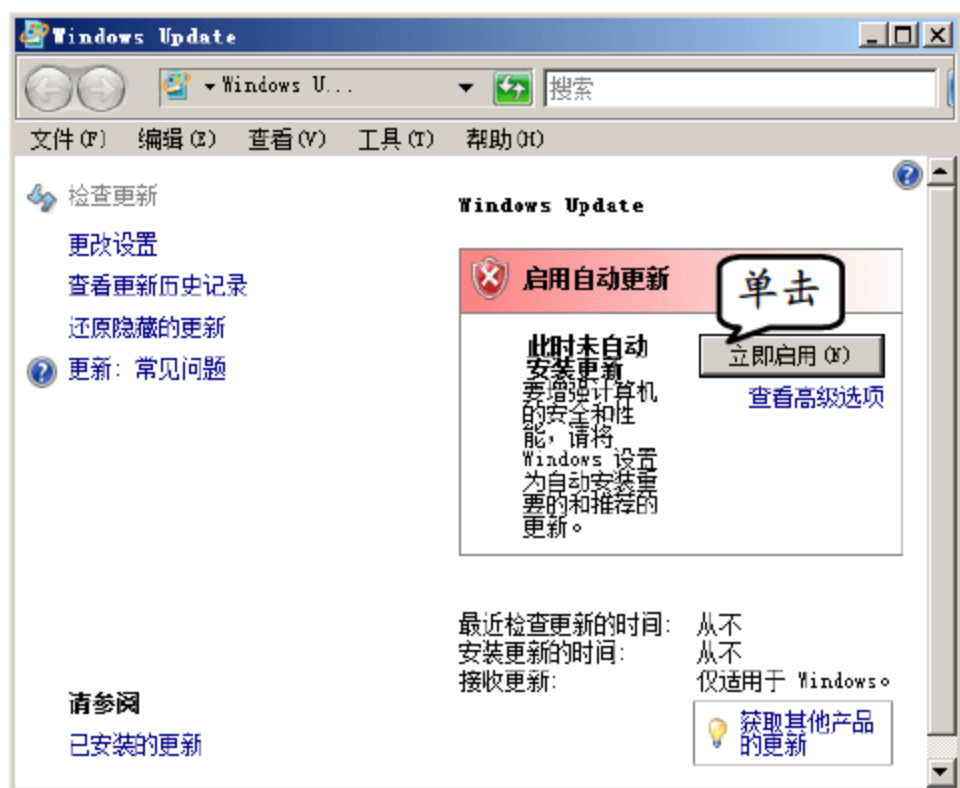 Windows Update
Windows U...
搜索
文件(F) 编辑(E) 查看(V) 工具(T) 帮助(H)
检查更新
更改设置
查看更新历史记录
还原隐藏的更新
更新：常见问题
请参阅
已安装的更新
Windows Update
启用自动更新
单击
此时未自动
安装更新
要增强计算机
的安全和性
能，请将
Windows 设置
为自动安装重
要的和推荐的
更新。
立即启用(N)
查看高级选项
最近检查更新的时间： 从不
安装更新的时间： 从不
接收更新： 仅适用于 Windows。
获取其他产品
的更新